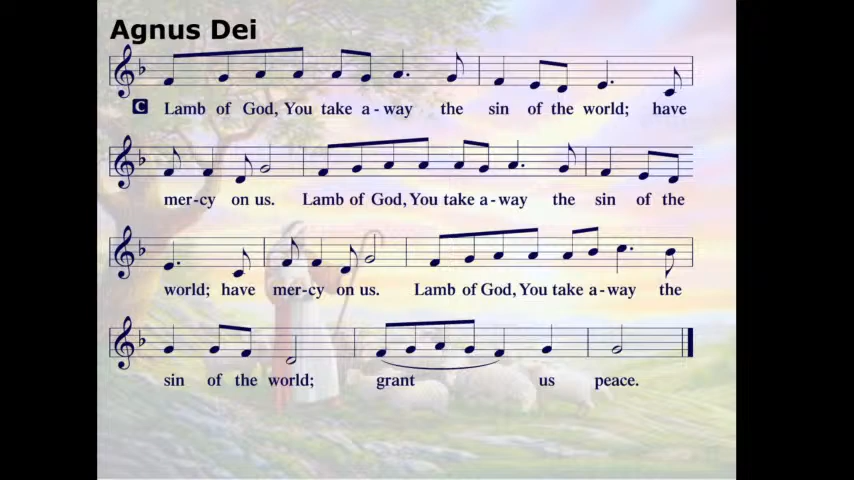 Agnus Dei
C Lamb of God, You take a-way the sin of the world; have
mer-cy on us. Lamb of God, You take a-way the sin of the
world; have mer-cy on us. Lamb of God, You take a-way the
sin of the world; grant us peace.